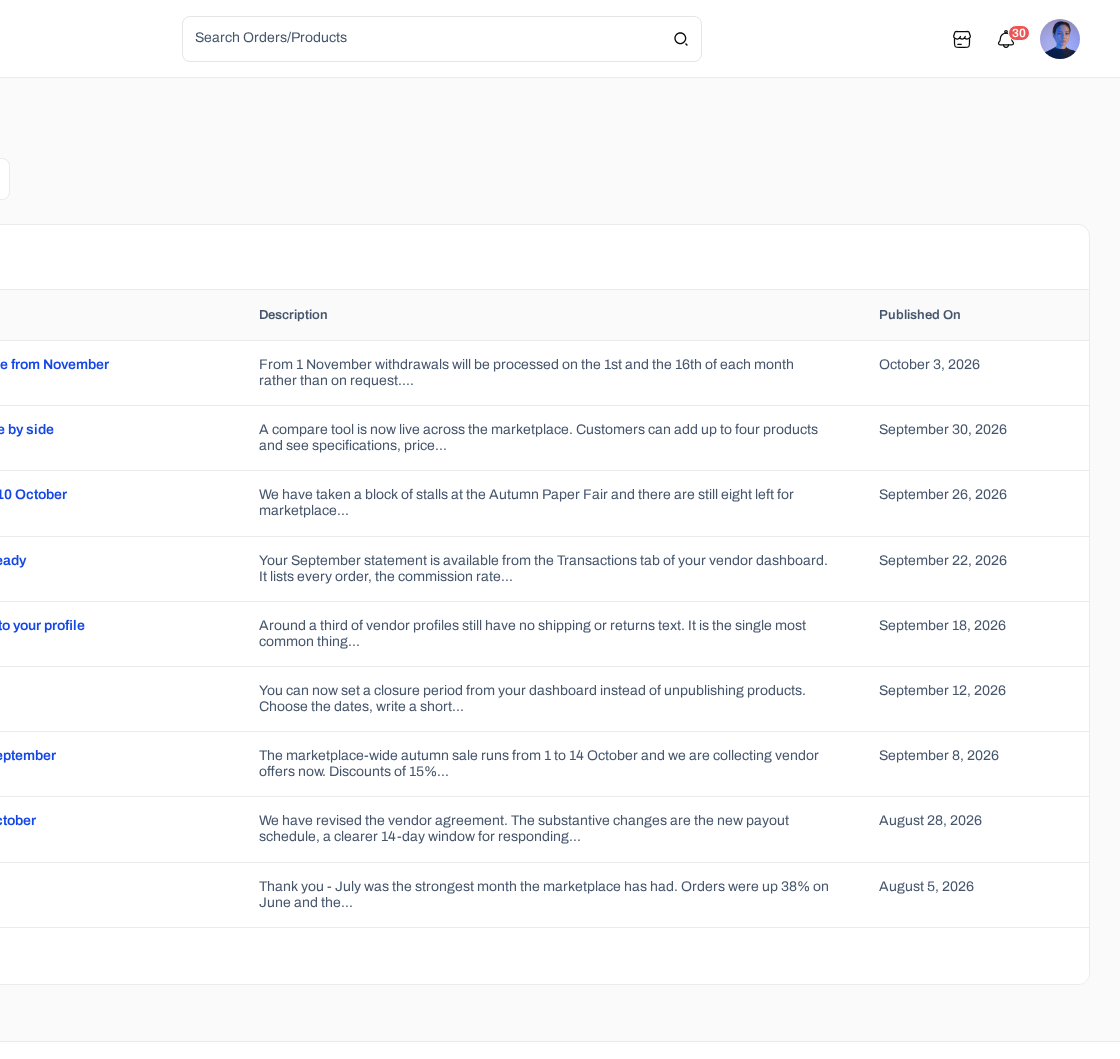 Search Orders/Products
30
Description
Published On
e from November
From 1 November withdrawals will be processed on the 1st and the 16th of each month
rather than on request....
October 3, 2026
e by side
A compare tool is now live across the marketplace. Customers can add up to four products
and see specifications, price...
September 30, 2026
10 October
We have taken a block of stalls at the Autumn Paper Fair and there are still eight left for
marketplace...
September 26, 2026
eady
Your September statement is available from the Transactions tab of your vendor dashboard.
It lists every order, the commission rate...
September 22, 2026
to your profile
Around a third of vendor profiles still have no shipping or returns text. It is the single most
common thing...
September 18, 2026
You can now set a closure period from your dashboard instead of unpublishing products.
Choose the dates, write a short...
September 12, 2026
eptember
The marketplace-wide autumn sale runs from 1 to 14 October and we are collecting vendor
offers now. Discounts of 15%...
September 8, 2026
ctober
We have revised the vendor agreement. The substantive changes are the new payout
schedule, a clearer 14-day window for responding...
August 28, 2026
Thank you - July was the strongest month the marketplace has had. Orders were up 38% on
June and the...
August 5, 2026